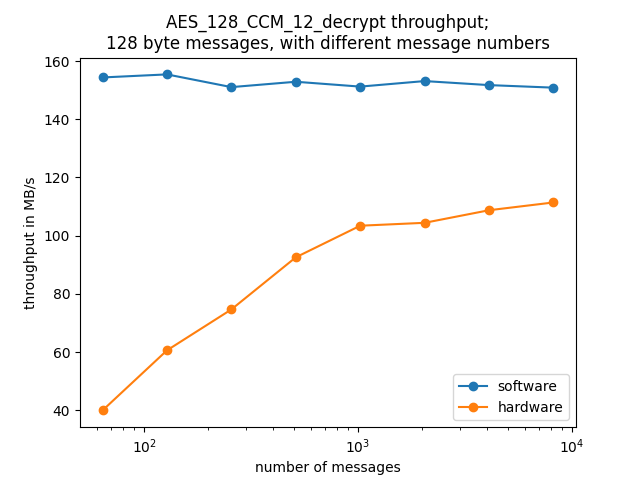 AES_128_CCM_12_decrypt throughput;
128 byte messages, with different message numbers
160
140
120
100
80
60
40
throughput in MB/s
software
hardware
10²
10³
10⁴
number of messages